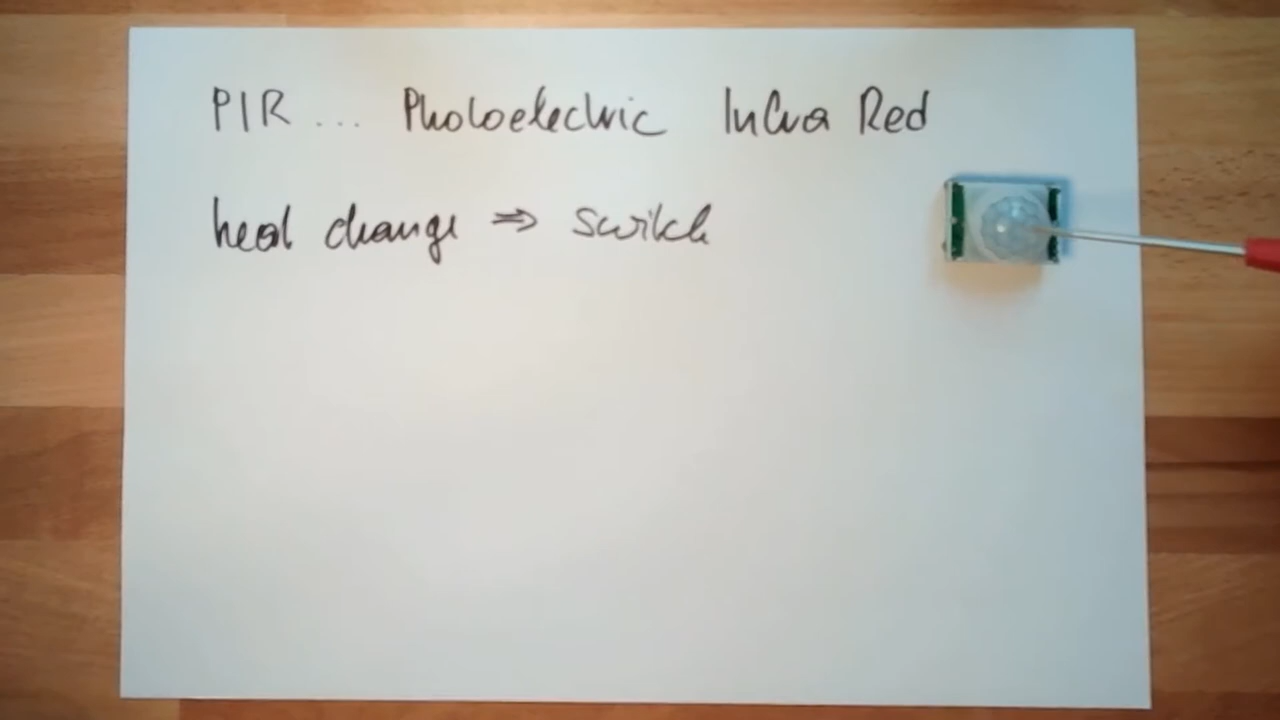 PIR ... Photoelectric Infra Red
heat change ⇒ switch